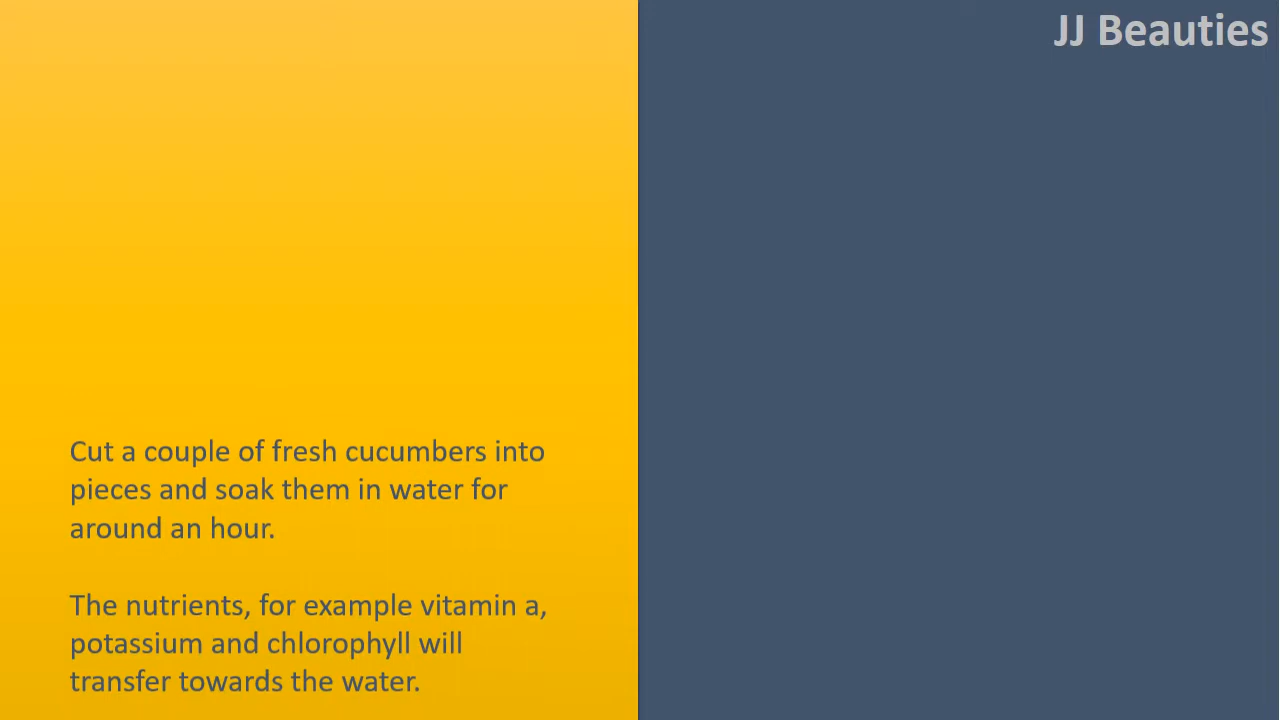 JJ Beauties
Cut a couple of fresh cucumbers into
pieces and soak them in water for
around an hour.
The nutrients, for example vitamin a,
potassium and chlorophyll will
transfer towards the water.